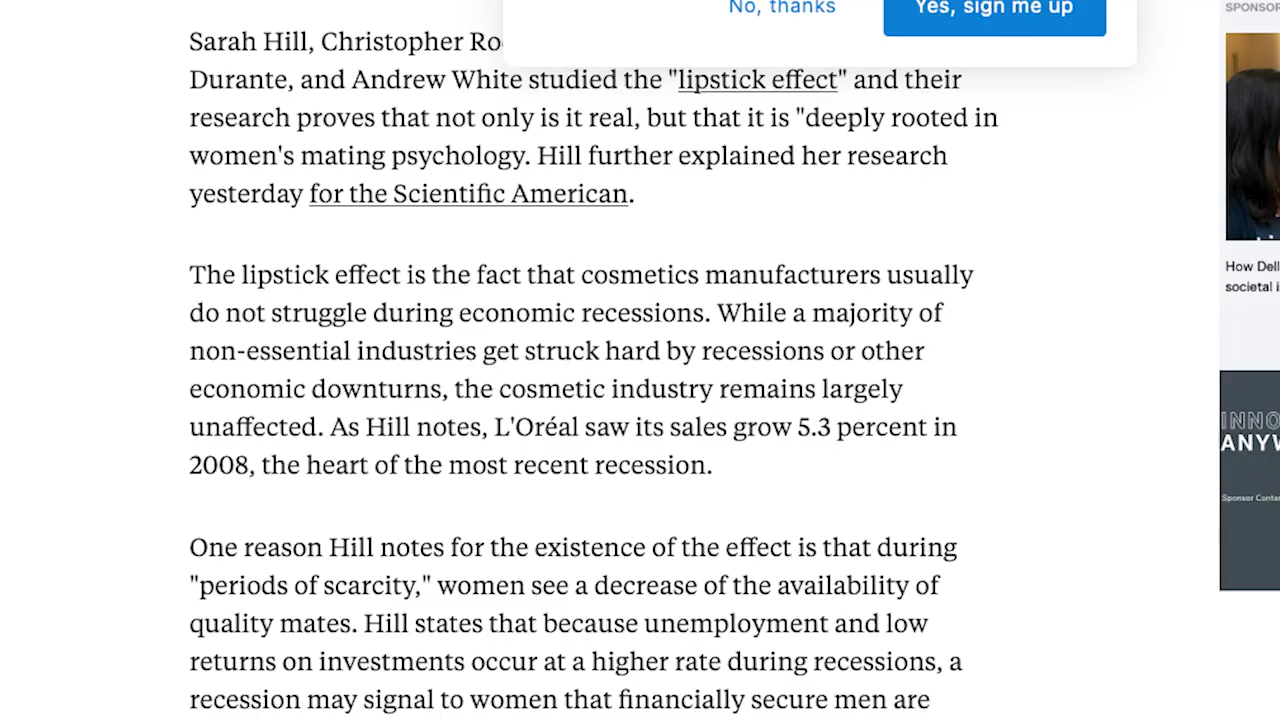 No, thanks
Yes, sign me up
Sarah Hill, Christopher
Durante, and Andrew White studied the "lipstick effect" and their
research proves that not only is it real, but that it is "deeply rooted in
women's mating psychology. Hill further explained her research
yesterday for the Scientific American.
The lipstick effect is the fact that cosmetics manufacturers usually
do not struggle during economic recessions. While a majority of
non-essential industries get struck hard by recessions or other
economic downturns, the cosmetic industry remains largely
unaffected. As Hill notes, L'Oréal saw its sales grow 5.3 percent in
2008, the heart of the most recent recession.
One reason Hill notes for the existence of the effect is that during
"periods of scarcity," women see a decrease of the availability of
quality mates. Hill states that because unemployment and low
returns on investments occur at a higher rate during recessions, a
recession may signal to women that financially secure men are
SPONSOR
How Dell
societal i
INNO
ANYW
Sponsor Conte